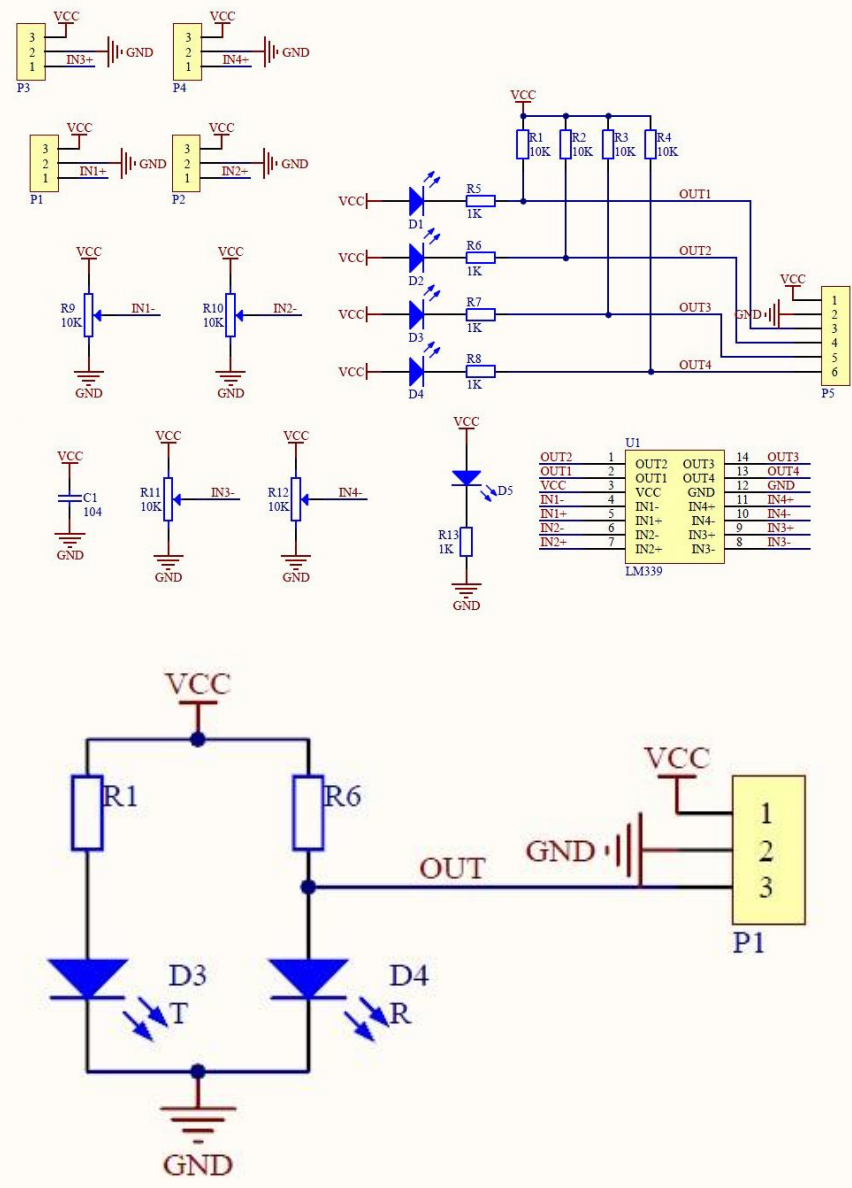 VCC
3
2
1
IN3+
GND
P3
VCC
3
2
1
IN4+
GND
P4
VCC
3
2
1
IN1+
GND
P1
VCC
3
2
1
IN2+
GND
P2
VCC
R1
10K
R2
10K
R3
10K
R4
10K
VCC
D1
R5
1K
OUT1
VCC
D2
R6
1K
OUT2
VCC
D3
R7
1K
OUT3
VCC
D4
R8
1K
OUT4
VCC
GND
1
2
3
4
5
6
P5
VCC
R9
10K
IN1-
GND
VCC
R10
10K
IN2-
GND
VCC
C1
104
GND
VCC
R11
10K
IN3-
GND
VCC
R12
10K
IN4-
GND
VCC
D5
R13
1K
GND
U1
OUT2 1 OUT2 OUT3 14 OUT3
OUT1 2 OUT1 OUT4 13 OUT4
VCC 3 VCC GND 12 GND
IN1- 4 IN1- IN4+ 11 IN4+
IN1+ 5 IN1+ IN4- 10 IN4-
IN2- 6 IN2- IN3+ 9 IN3+
IN2+ 7 IN2+ IN3- 8 IN3-
LM339
VCC
R1
R6
OUT
D3
T
D4
R
GND
VCC
GND
1
2
3
P1